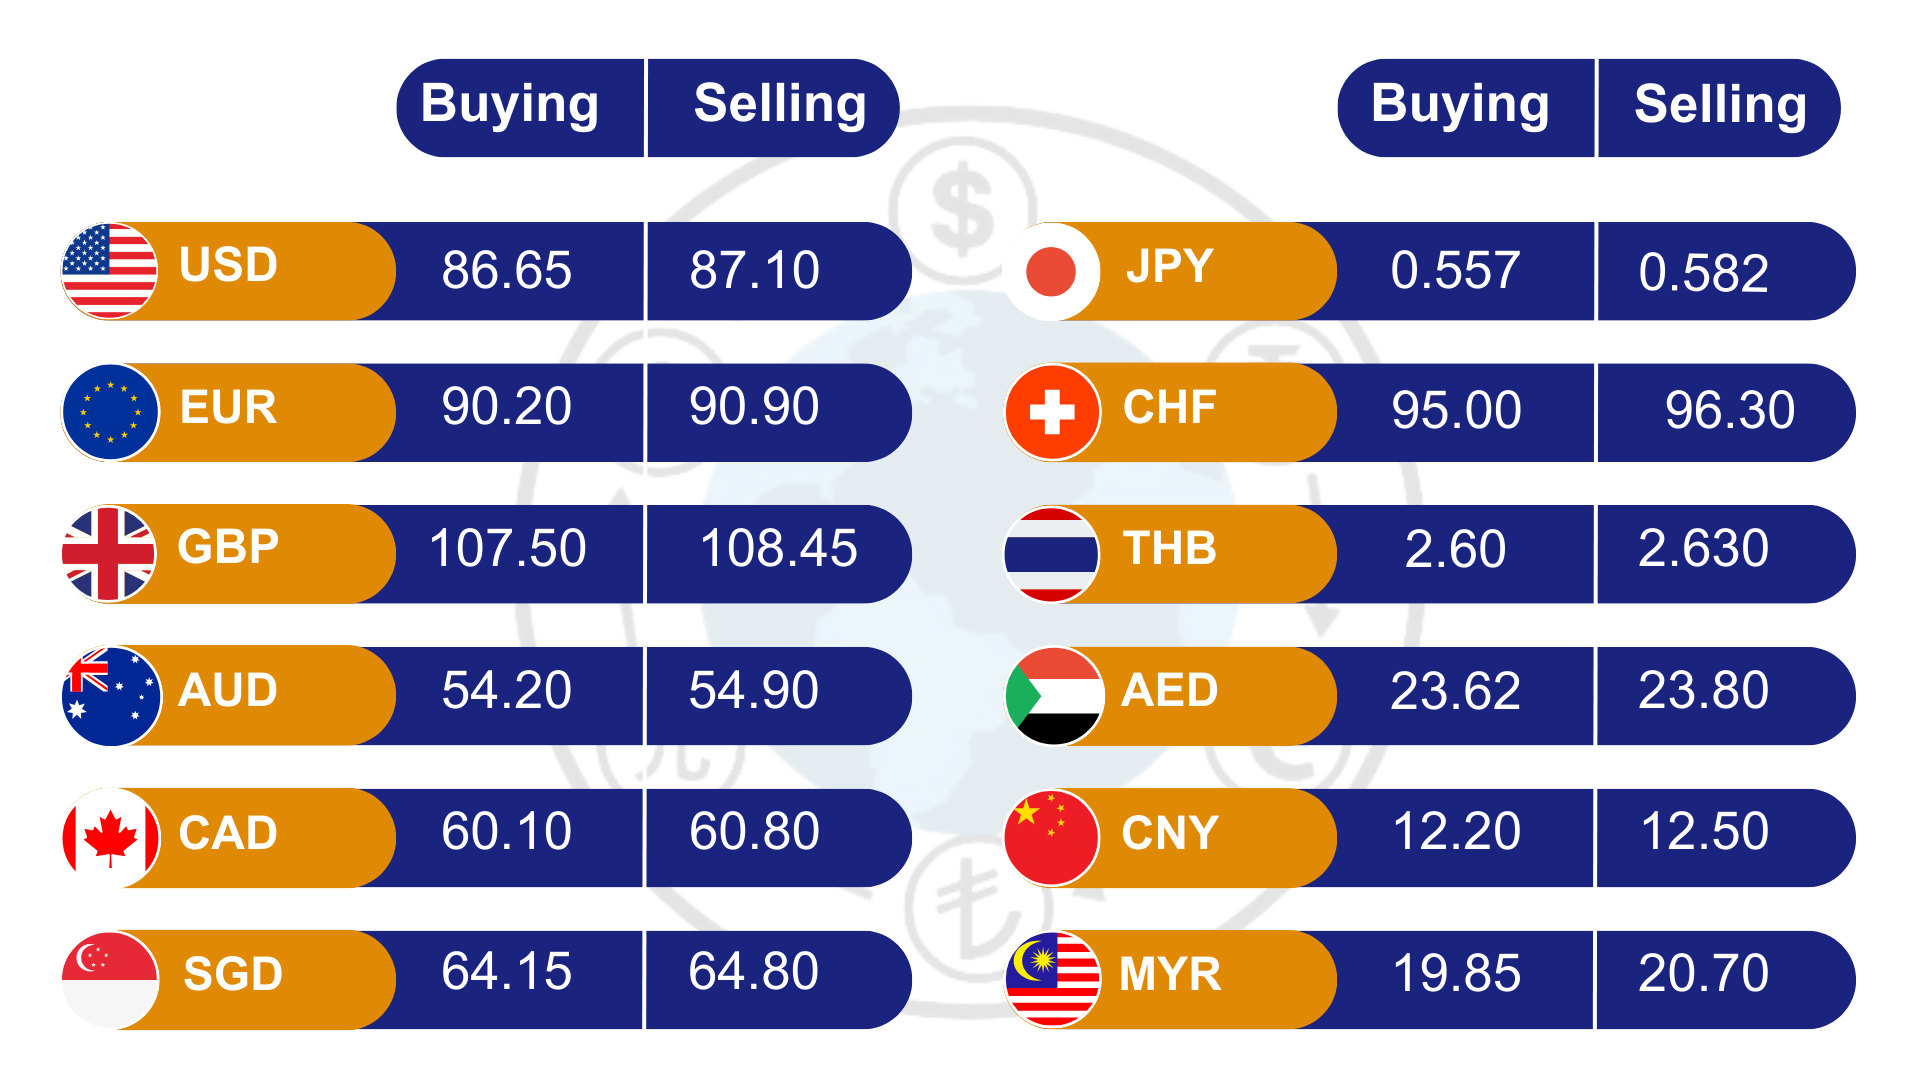 Buying Selling
USD 86.65 87.10
EUR 90.20 90.90
GBP 107.50 108.45
AUD 54.20 54.90
CAD 60.10 60.80
SGD 64.15 64.80
Buying Selling
JPY 0.557 0.582
CHF 95.00 96.30
THB 2.60 2.630
AED 23.62 23.80
CNY 12.20 12.50
MYR 19.85 20.70